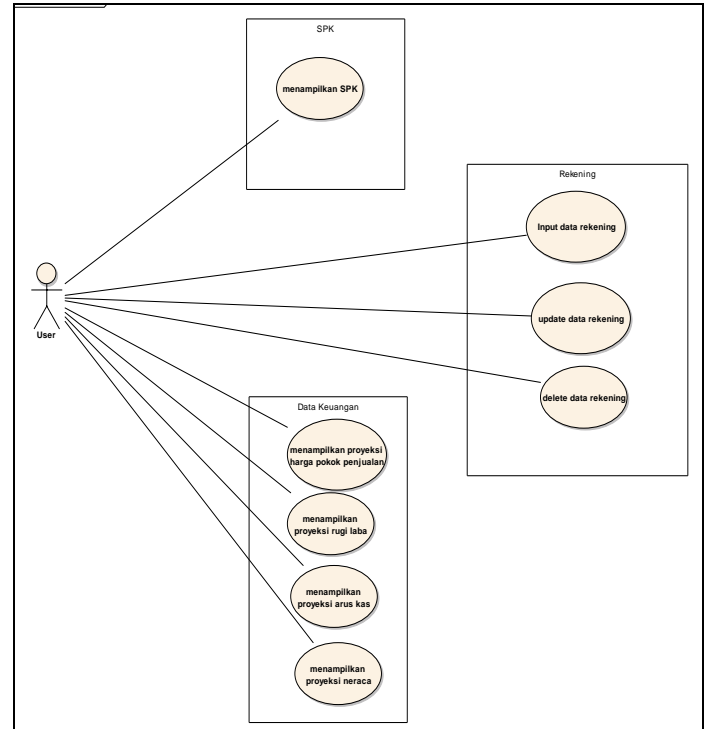 SPK
menampilkan SPK
Rekening
Input data rekening
update data rekening
delete data rekening
User
Data Keuangan
menampilkan proyeksi
harga pokok penjualan
menampilkan
proyeksi rugi laba
menampilkan
proyeksi arus kas
menampilkan
proyeksi neraca